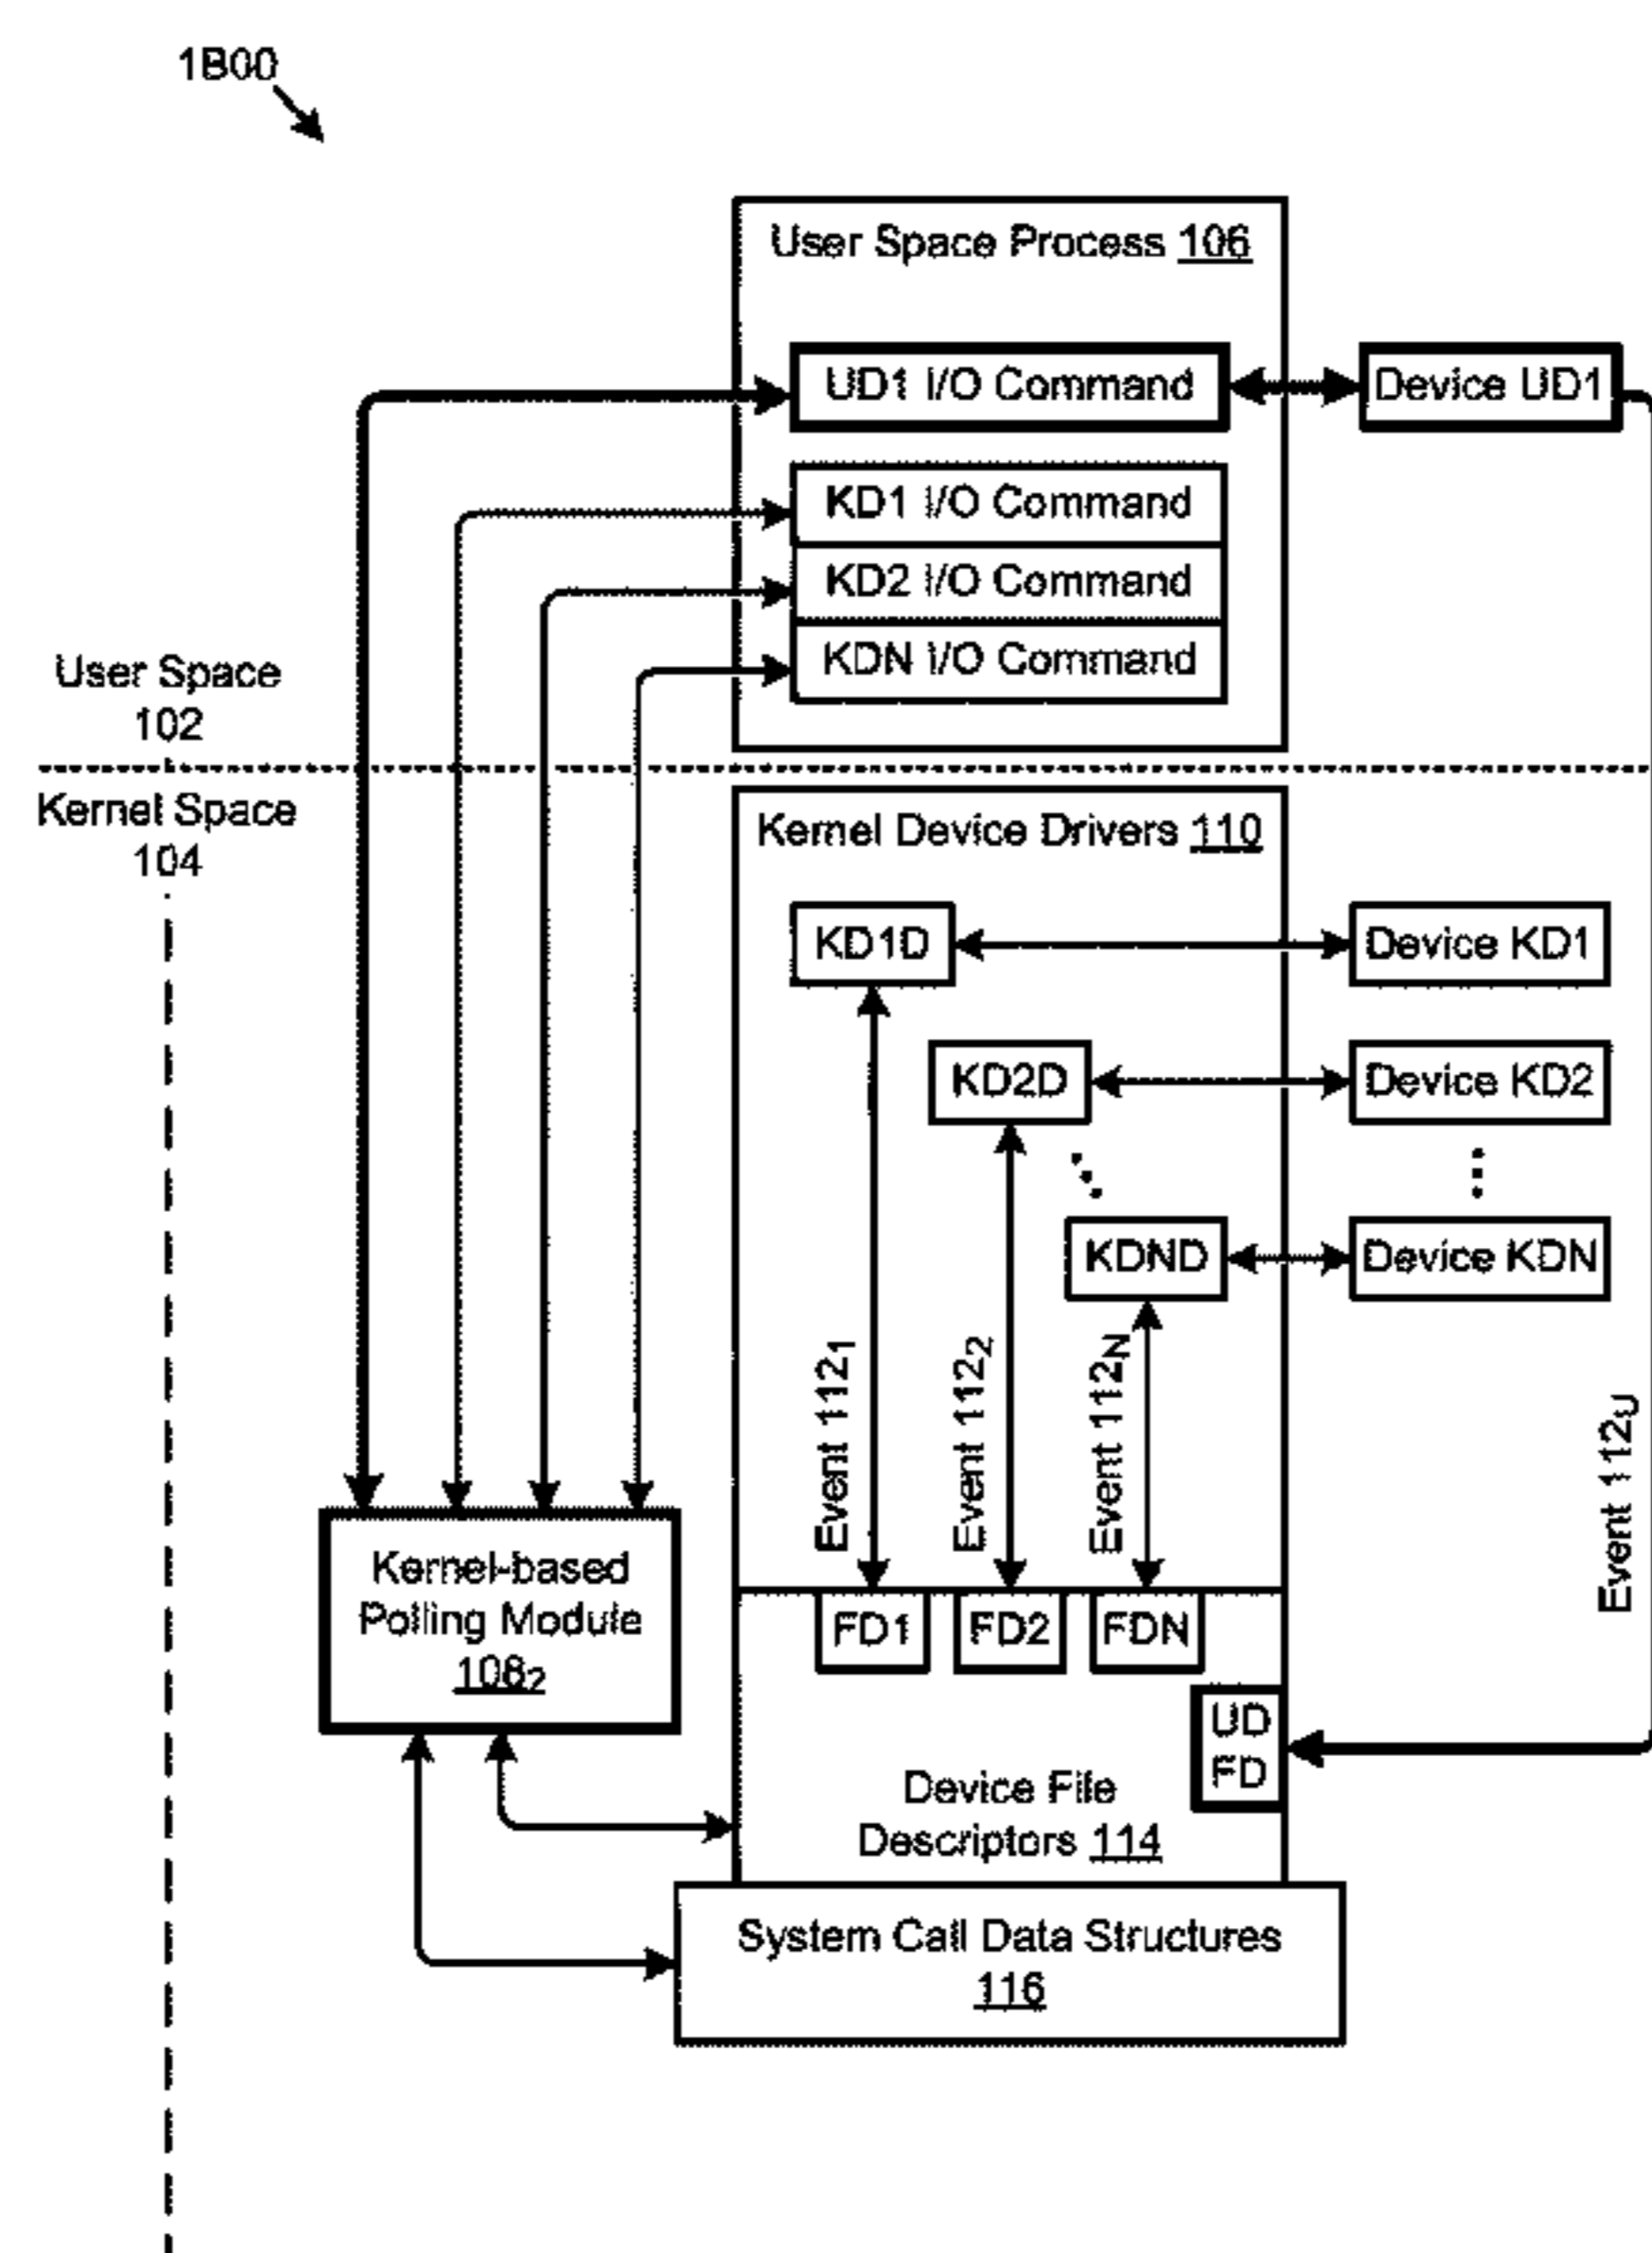 1B00
User Space Process 106
UD1 I/O Command
Device UD1
KD1 I/O Command
KD2 I/O Command
KDN I/O Command
User Space
102
Kernel Space
104
Kernel Device Drivers 110
KD1D
Device KD1
KD2D
Device KD2
KDND
Device KDN
Event 112₁
Event 112₂
Event 112N
Event 112U
Kernel-based
Polling Module
108₂
FD1
FD2
FDN
UD
FD
Device File
Descriptors 114
System Call Data Structures
116